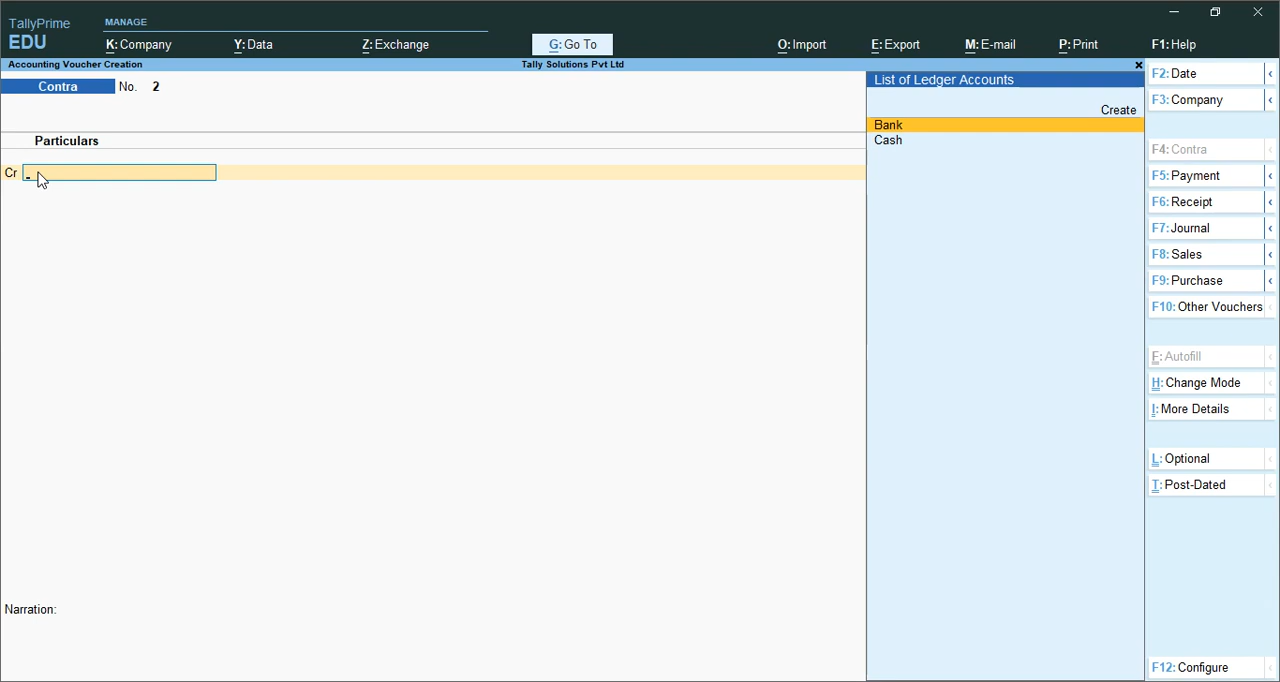 TallyPrime
EDU
MANAGE
K: Company
Y: Data
Z: Exchange
G: Go To
O: Import
E: Export
M: E-mail
P: Print
F1: Help
Accounting Voucher Creation
Tally Solutions Pvt Ltd
Contra
No. 2
Particulars
Cr
Narration:
List of Ledger Accounts
Create
Bank
Cash
F2: Date
F3: Company
F4: Contra
F5: Payment
F6: Receipt
F7: Journal
F8: Sales
F9: Purchase
F10: Other Vouchers
F: Autofill
H: Change Mode
I: More Details
L: Optional
T: Post-Dated
F12: Configure